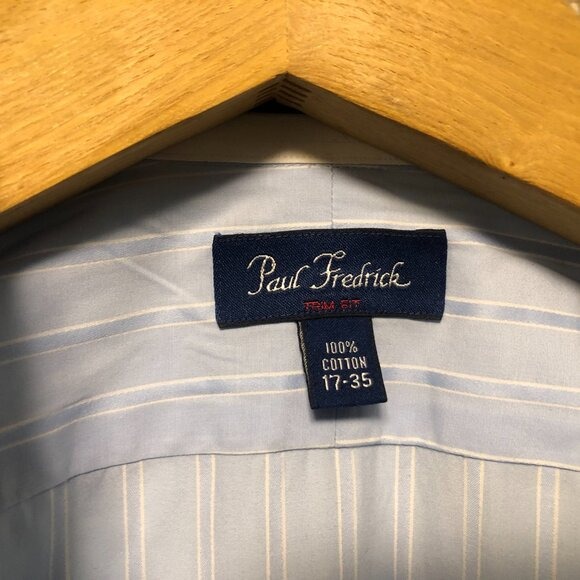 Paul Fredrick
TRIM FIT
100%
COTTON
17-35